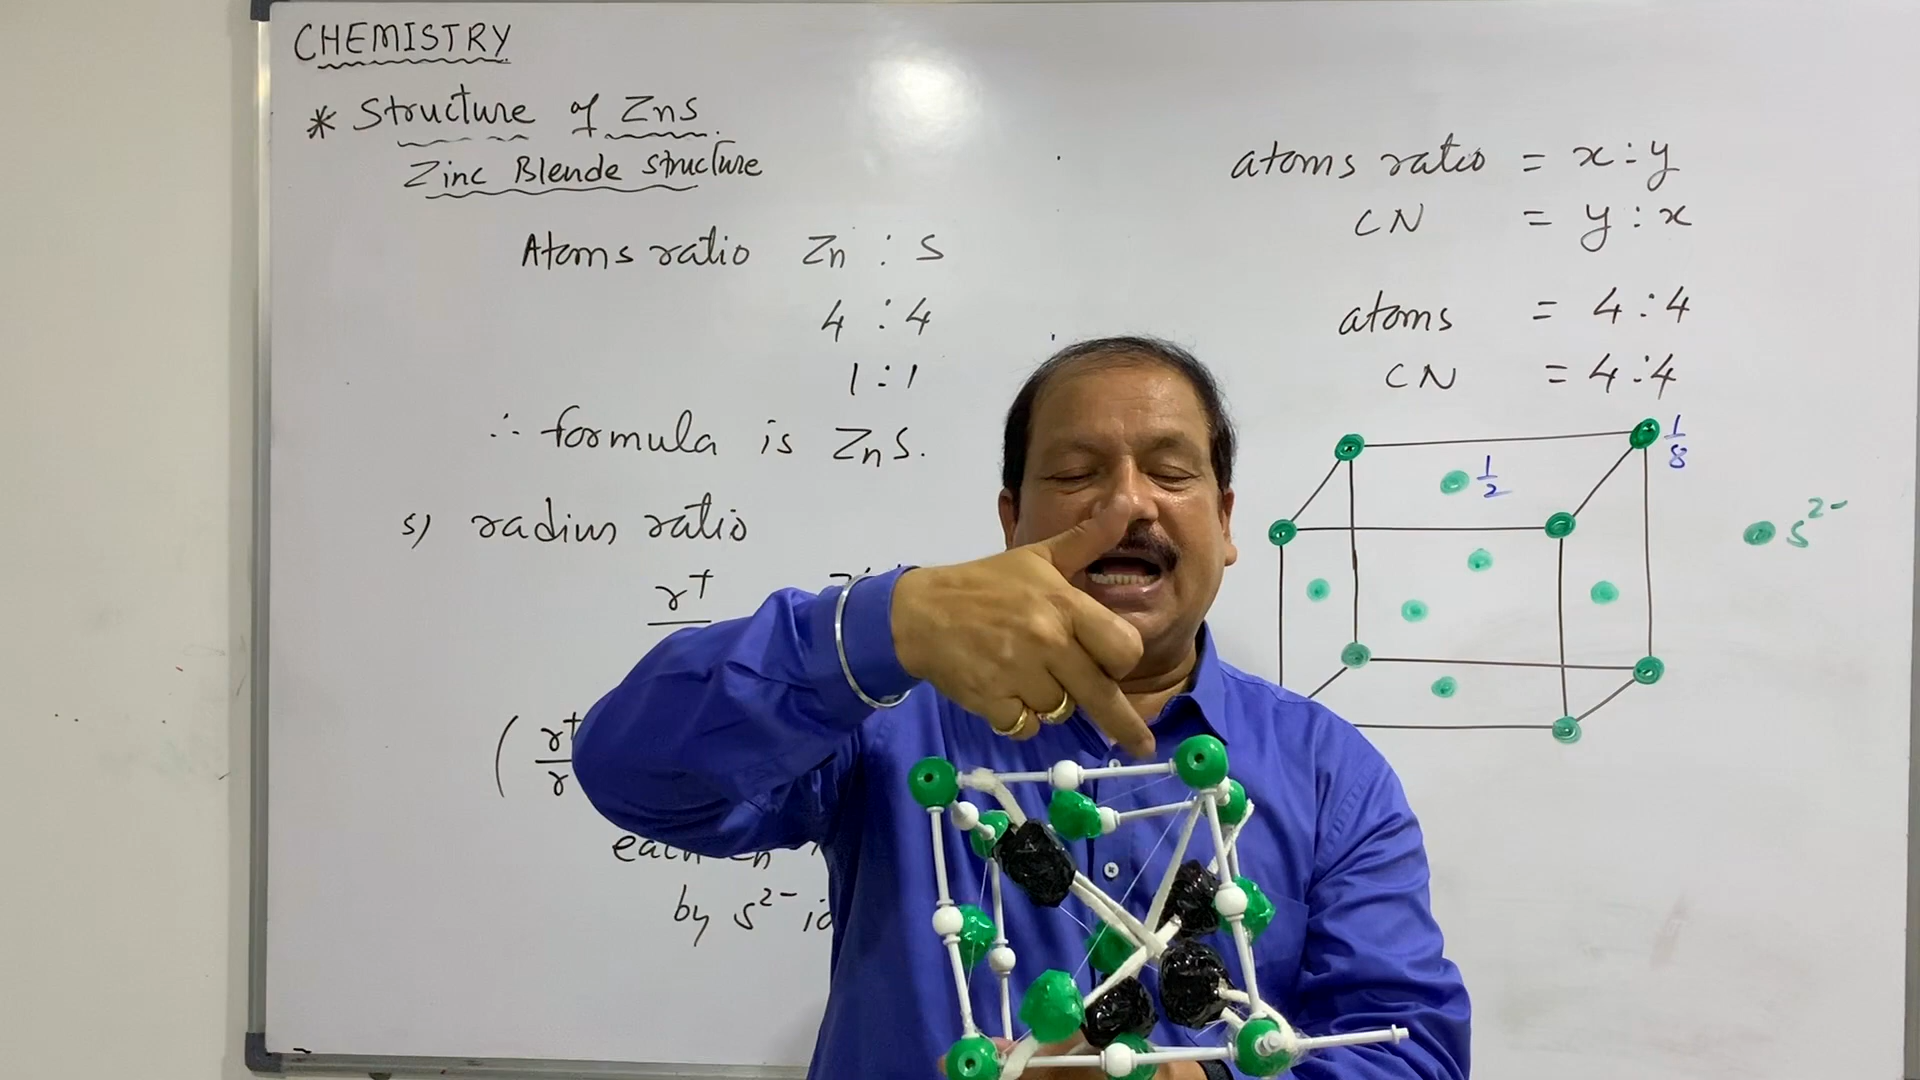 CHEMISTRY
* Structure of ZnS.
Zinc Blende Structure
Atoms ratio Zn : S
4 : 4
1 : 1
∴ formula is ZnS.
5) radius ratio
r+
( r+
r
each
by S2-
atoms ratio = x : y
CN = y : x
atoms = 4 : 4
CN = 4 : 4
1/8
1/2
S2-